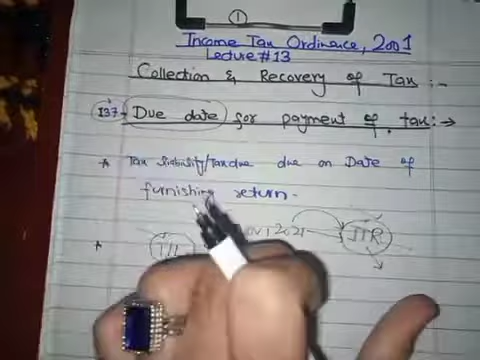 ①
Income Tax Ordinance, 2001
Lecture #13
Collection & Recovery of Tax :-
137- Due date for payment of tax:→
* Tax liability/Tax due due on Date of
furnishing return.
2021 → ITR
*